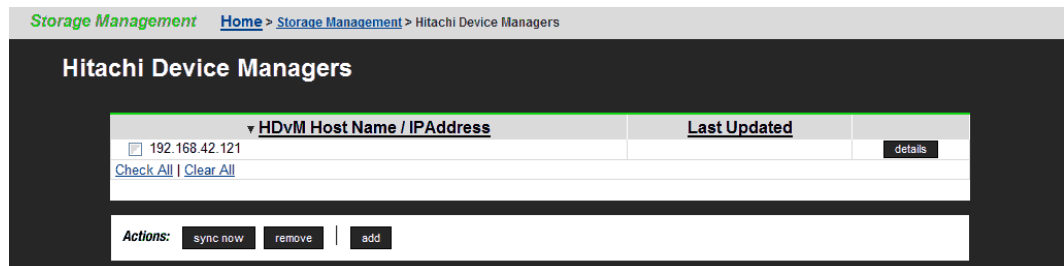 Storage Management Home > Storage Management > Hitachi Device Managers
Hitachi Device Managers
▼ HDvM Host Name / IPAddress Last Updated
192.168.42.121 details
Check All | Clear All
Actions: sync now remove | add